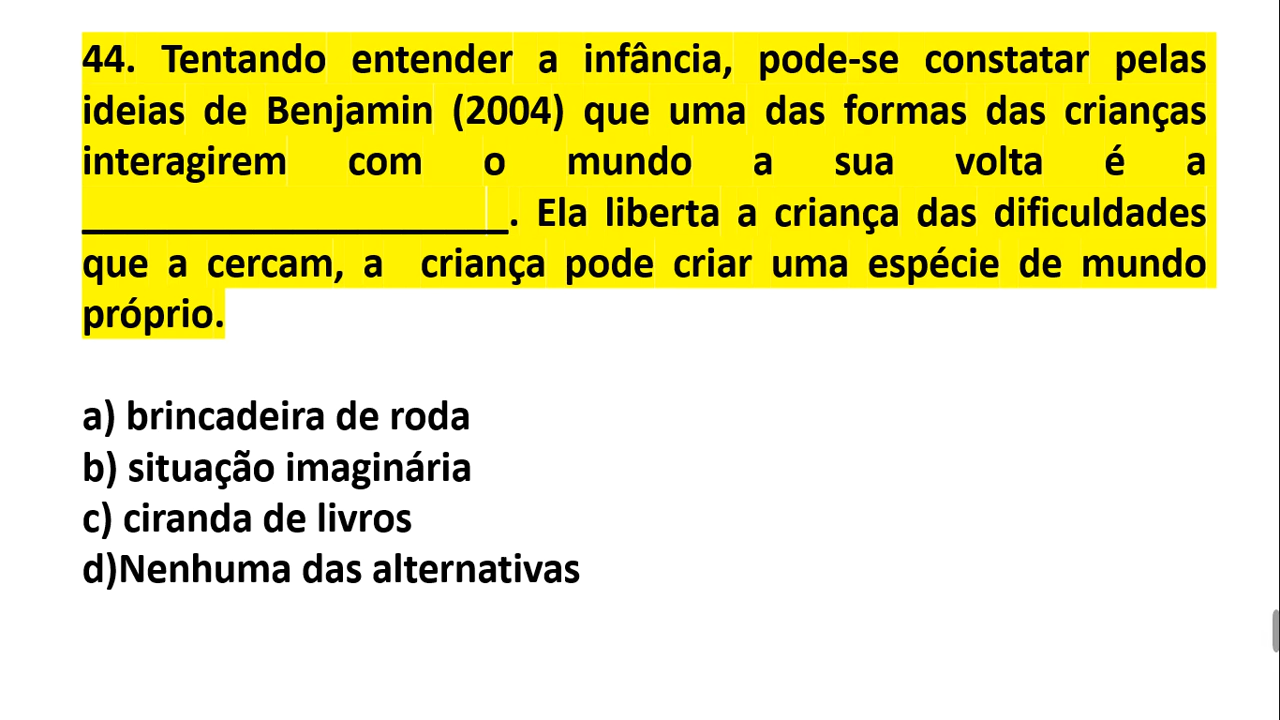 44. Tentando entender a infância, pode-se constatar pelas
ideias de Benjamin (2004) que uma das formas das crianças
interagirem com o mundo a sua volta é a
____________________. Ela liberta a criança das dificuldades
que a cercam, a criança pode criar uma espécie de mundo
próprio.
a) brincadeira de roda
b) situação imaginária
c) ciranda de livros
d)Nenhuma das alternativas